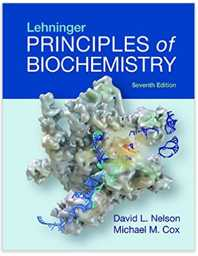 Lehninger
PRINCIPLES of
BIOCHEMISTRY
Seventh Edition
David L. Nelson
Michael M. Cox